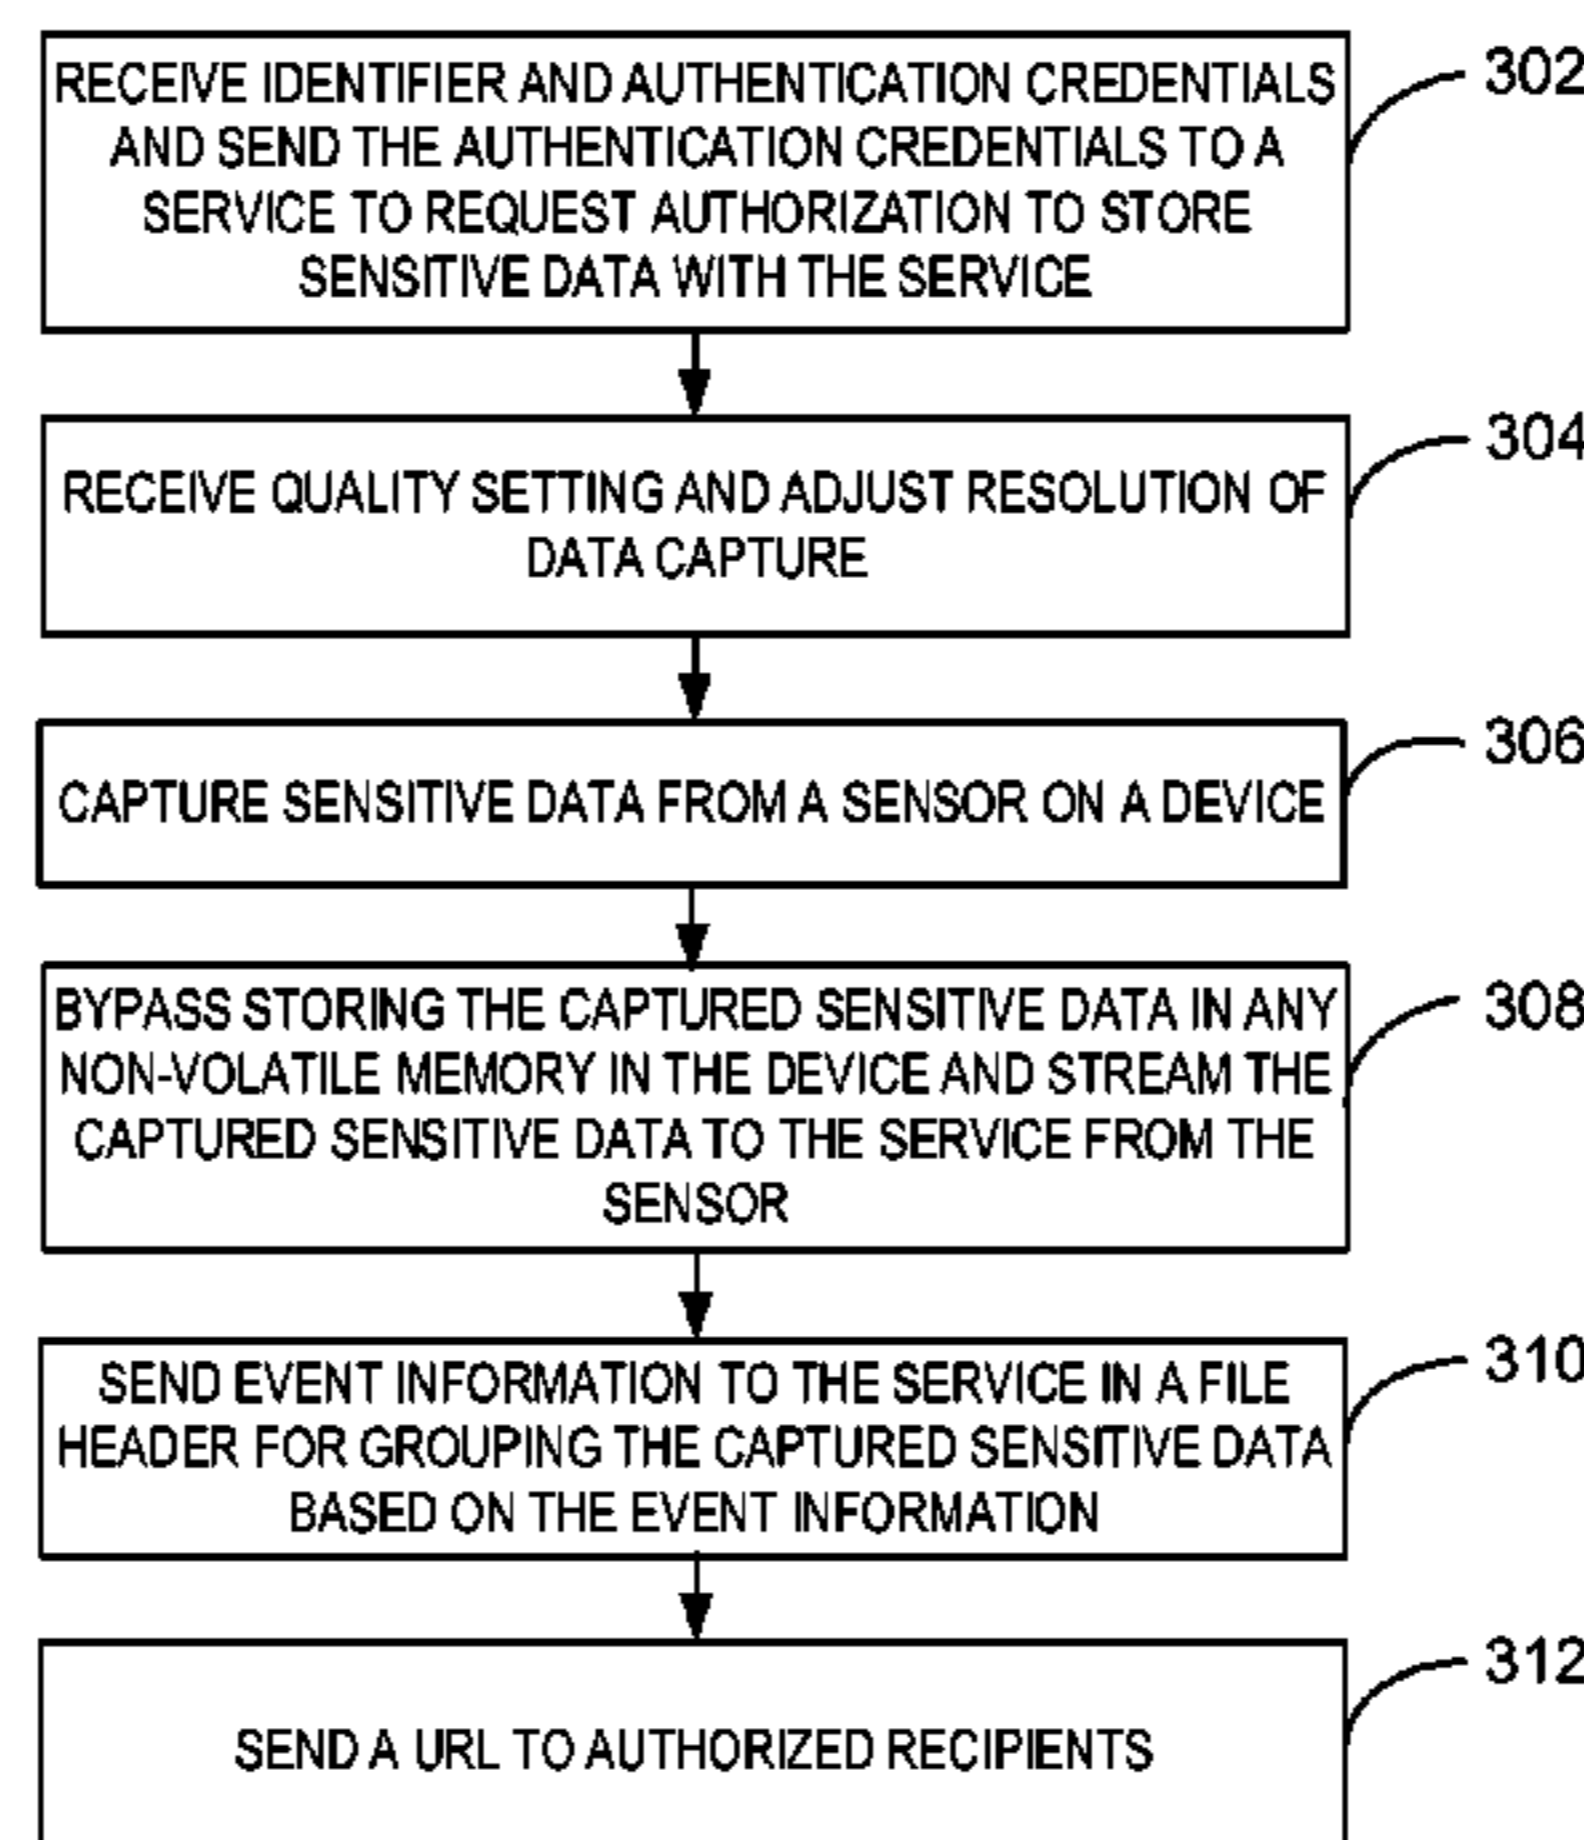 RECEIVE IDENTIFIER AND AUTHENTICATION CREDENTIALS
AND SEND THE AUTHENTICATION CREDENTIALS TO A
SERVICE TO REQUEST AUTHORIZATION TO STORE
SENSITIVE DATA WITH THE SERVICE
302
RECEIVE QUALITY SETTING AND ADJUST RESOLUTION OF
DATA CAPTURE
304
CAPTURE SENSITIVE DATA FROM A SENSOR ON A DEVICE
306
BYPASS STORING THE CAPTURED SENSITIVE DATA IN ANY
NON-VOLATILE MEMORY IN THE DEVICE AND STREAM THE
CAPTURED SENSITIVE DATA TO THE SERVICE FROM THE
SENSOR
308
SEND EVENT INFORMATION TO THE SERVICE IN A FILE
HEADER FOR GROUPING THE CAPTURED SENSITIVE DATA
BASED ON THE EVENT INFORMATION
310
SEND A URL TO AUTHORIZED RECIPIENTS
312